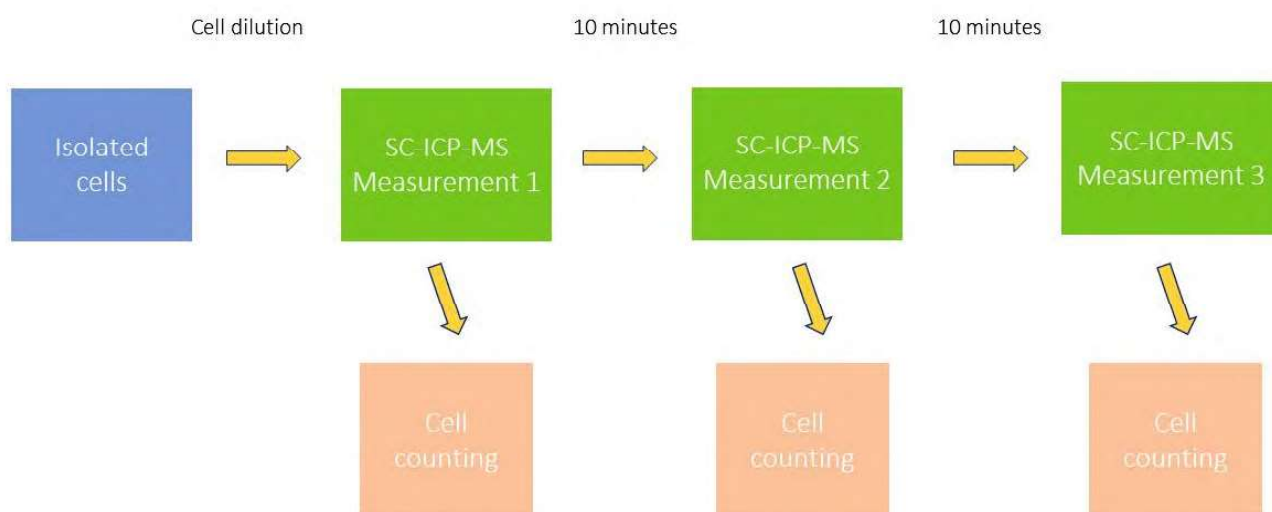 Cell dilution
10 minutes
10 minutes
Isolated
cells
SC-ICP-MS
Measurement 1
SC-ICP-MS
Measurement 2
SC-ICP-MS
Measurement 3
Cell
counting
Cell
counting
Cell
counting